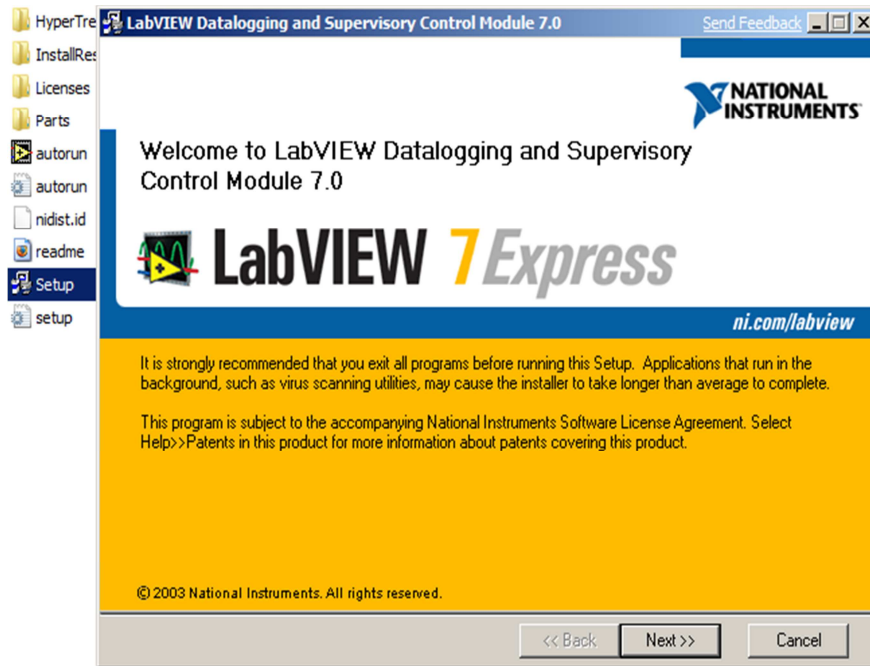 HyperTre
InstallRes
Licenses
Parts
autorun
autorun
nidist.id
readme
Setup
setup
LabVIEW Datalogging and Supervisory Control Module 7.0
Send Feedback
NATIONAL
INSTRUMENTS
Welcome to LabVIEW Datalogging and Supervisory
Control Module 7.0
LabVIEW 7 Express
ni.com/labview
It is strongly recommended that you exit all programs before running this Setup. Applications that run in the
background, such as virus scanning utilities, may cause the installer to take longer than average to complete.
This program is subject to the accompanying National Instruments Software License Agreement. Select
Help>>Patents in this product for more information about patents covering this product.
© 2003 National Instruments. All rights reserved.
<< Back
Next >>
Cancel